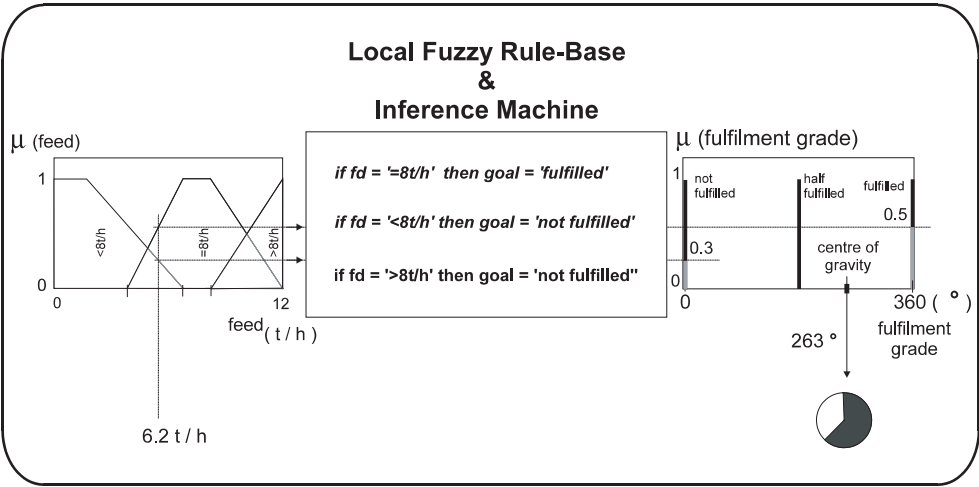 Local Fuzzy Rule-Base
&
Inference Machine
μ (feed)
1
0
<8t/h
=8t/h
>8t/h
0
12
feed ( t / h )
6.2 t / h
if fd = '=8t/h' then goal = 'fulfilled'
if fd = '<8t/h' then goal = 'not fulfilled'
if fd = '>8t/h' then goal = 'not fulfilled"
μ (fulfilment grade)
1
not
fulfilled
half
fulfilled
fulfilled
0.5
0.3
centre of
gravity
0
0
360 ( ° )
fulfilment
grade
263 °